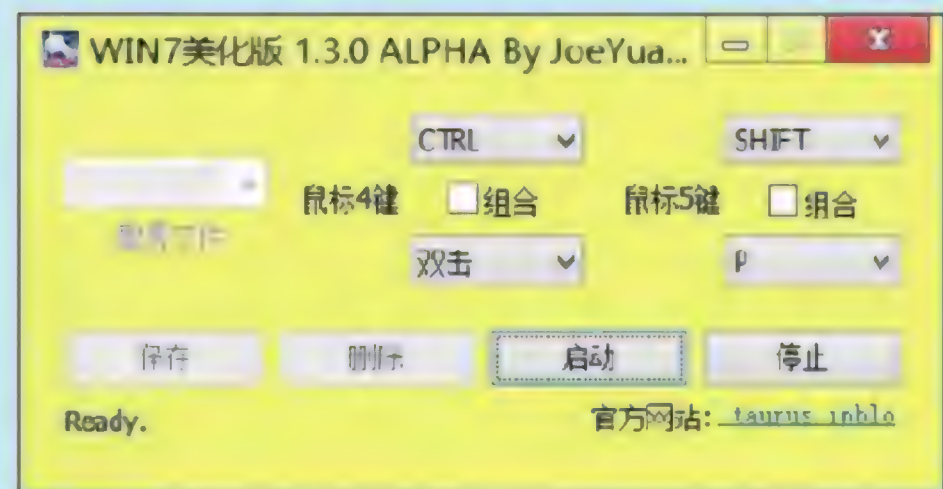 WIN7美化版 1.3.0 ALPHA By JoeYua...
CTRL
SHIFT
鼠标4键
组合
鼠标5键
组合
双击
P
保存
删除
启动
停止
Ready.
官方网站: